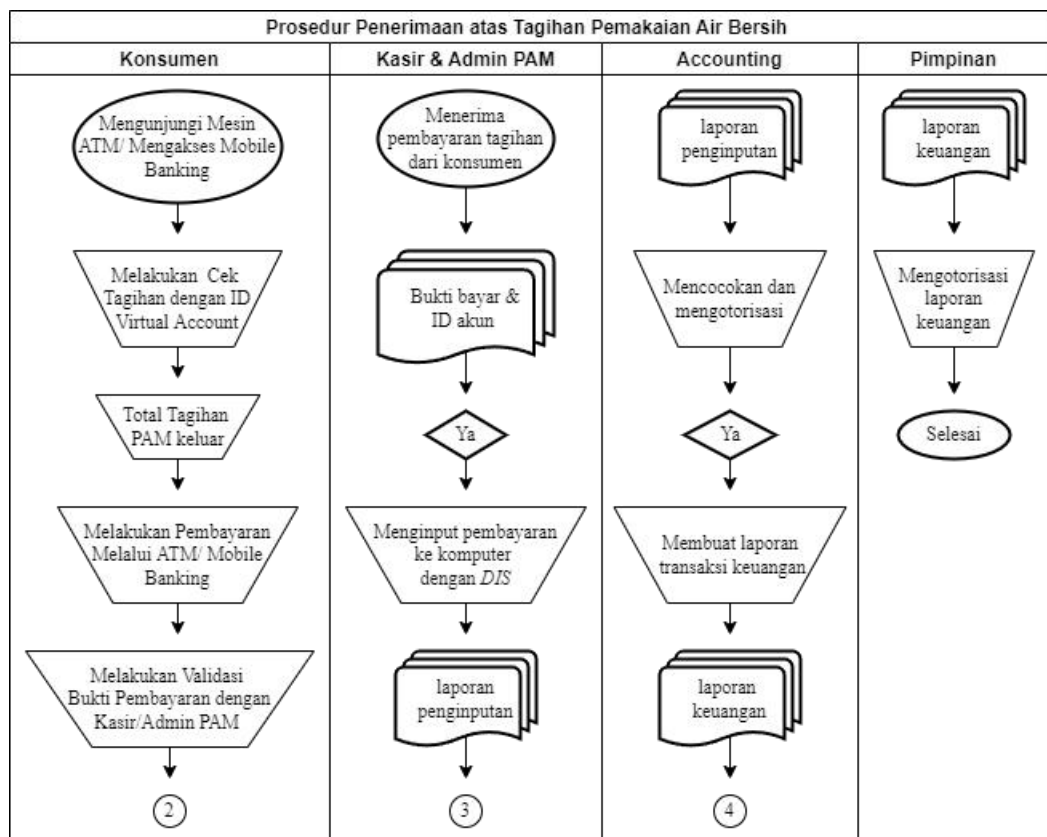 Prosedur Penerimaan atas Tagihan Pemakaian Air Bersih
Konsumen
Kasir & Admin PAM
Accounting
Pimpinan
Mengunjungi Mesin
ATM/ Mengakses Mobile
Banking
Melakukan Cek
Tagihan dengan ID
Virtual Account
Total Tagihan
PAM keluar
Melakukan Pembayaran
Melalui ATM/ Mobile
Banking
Melakukan Validasi
Bukti Pembayaran dengan
Kasir/Admin PAM
2
Menerima
pembayaran tagihan
dari konsumen
Bukti bayar &
ID akun
Ya
Menginput pembayaran
ke komputer
dengan DIS
laporan
penginputan
3
laporan
penginputan
Mencocokan dan
mengotorisasi
Ya
Membuat laporan
transaksi keuangan
laporan
keuangan
4
laporan
keuangan
Mengotorisasi
laporan
keuangan
Selesai